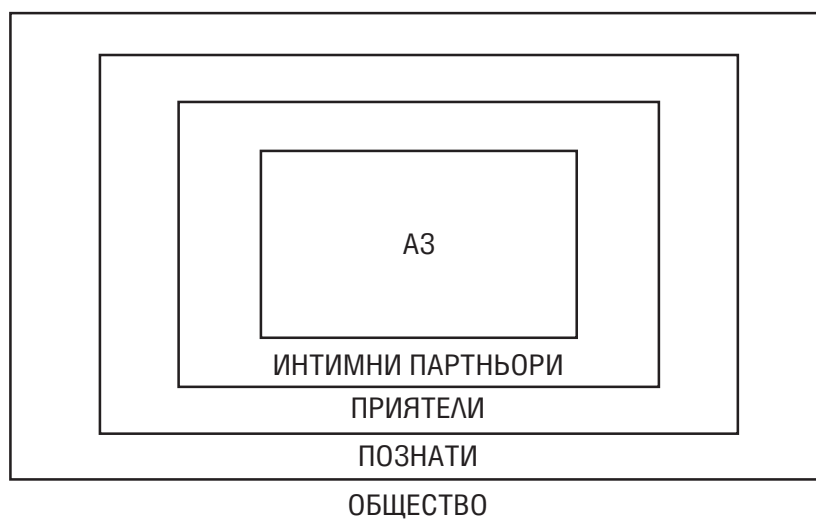 АЗ
ИНТИМНИ ПАРТНЬОРИ
ПРИЯТЕЛИ
ПОЗНАТИ
ОБЩЕСТВО